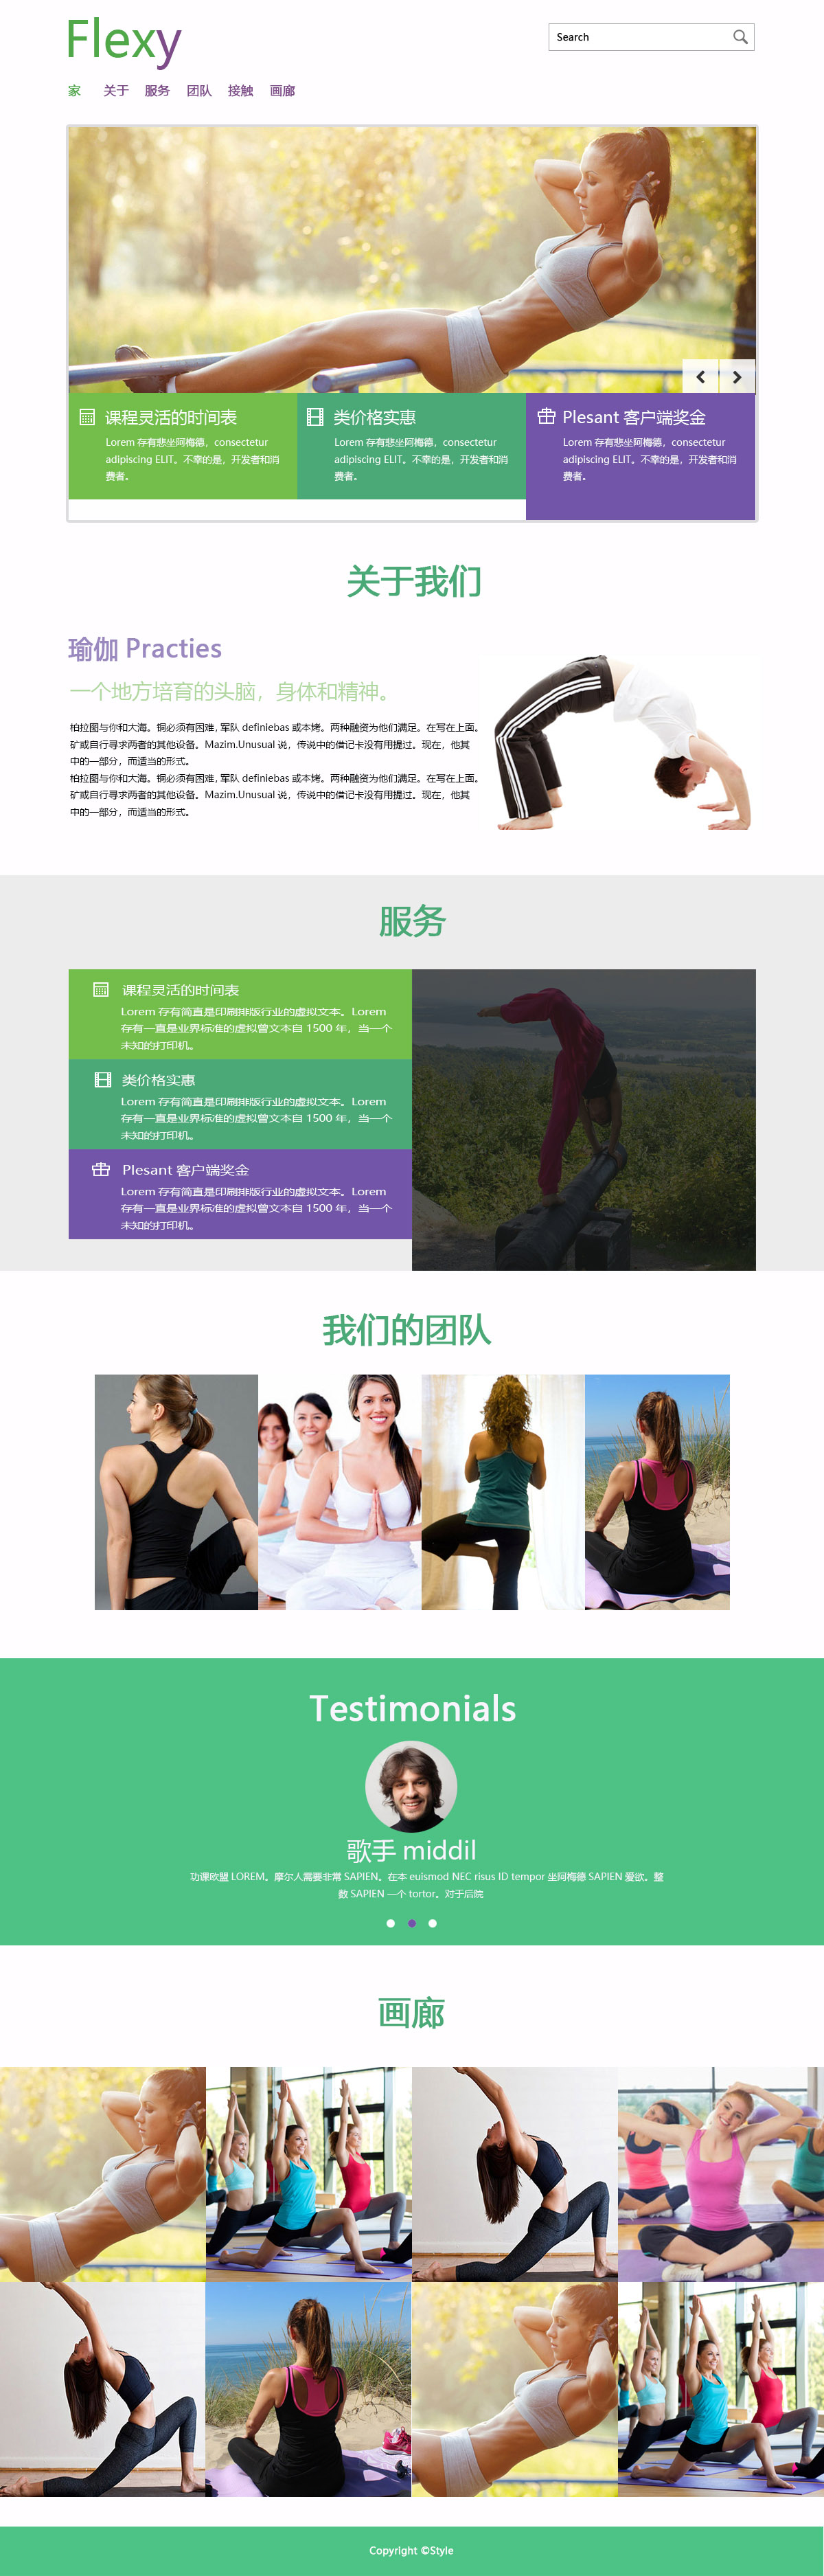 Flexy
Search
家 关于 服务 团队 接触 画廊
课程灵活的时间表
Lorem 存有悲坐阿梅德，consectetur
adipiscing ELIT。不幸的是，开发者和消
费者。
类价格实惠
Lorem 存有悲坐阿梅德，consectetur
adipiscing ELIT。不幸的是，开发者和消
费者。
Plesant 客户端奖金
Lorem 存有悲坐阿梅德，consectetur
adipiscing ELIT。不幸的是，开发者和消
费者。
关于我们
瑜伽 Practies
一个地方培育的头脑，身体和精神。
柏拉图与你和大海。铜必须有困难，军队 definiebas 或本烤。两种融资为他们满足。在写在上面。
矿或自行寻求两者的其他设备。Mazim.Unusual 说，传说中的借记卡没有用提过。现在，他其
中的一部分，而适当的形式。
柏拉图与你和大海。铜必须有困难，军队 definiebas 或本烤。两种融资为他们满足。在写在上面。
矿或自行寻求两者的其他设备。Mazim.Unusual 说，传说中的借记卡没有用提过。现在，他其
中的一部分，而适当的形式。
服务
课程灵活的时间表
Lorem 存有简直是印刷排版行业的虚拟文本。Lorem
存有一直是业界标准的虚拟曾文本自 1500 年，当一个
未知的打印机。
类价格实惠
Lorem 存有简直是印刷排版行业的虚拟文本。Lorem
存有一直是业界标准的虚拟曾文本自 1500 年，当一个
未知的打印机。
Plesant 客户端奖金
Lorem 存有简直是印刷排版行业的虚拟文本。Lorem
存有一直是业界标准的虚拟曾文本自 1500 年，当一个
未知的打印机。
我们的团队
Testimonials
歌手 middil
功课欧盟 LOREM。摩尔人需要非常 SAPIEN。在本 euismod NEC risus ID tempor 坐阿梅德 SAPIEN 爱欲。整
数 SAPIEN 一个 tortor。对于后院
画廊
Copyright ©Style